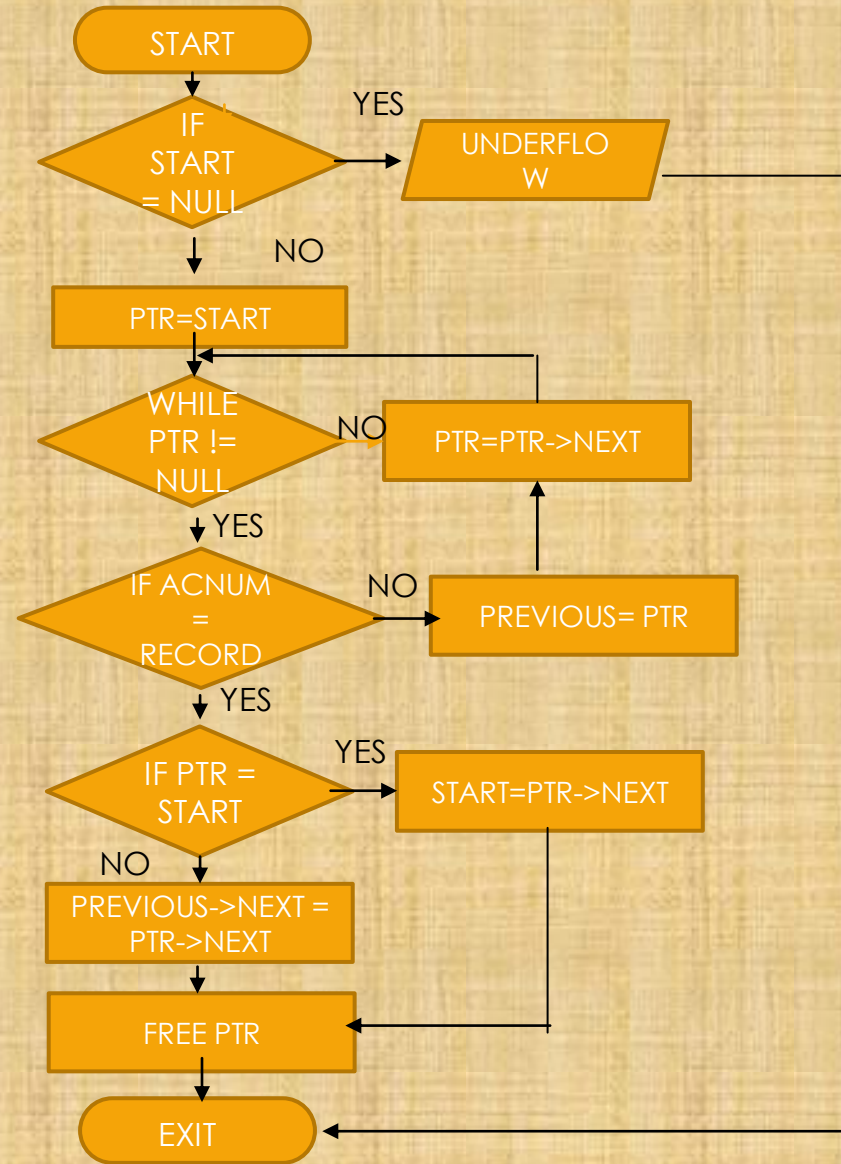 START
IF
START
= NULL
YES
UNDERFLO
W
NO
PTR=START
WHILE
PTR !=
NULL
NO
PTR=PTR->NEXT
YES
IF ACNUM
=
RECORD
NO
PREVIOUS= PTR
YES
IF PTR =
START
YES
START=PTR->NEXT
NO
PREVIOUS->NEXT =
PTR->NEXT
FREE PTR
EXIT